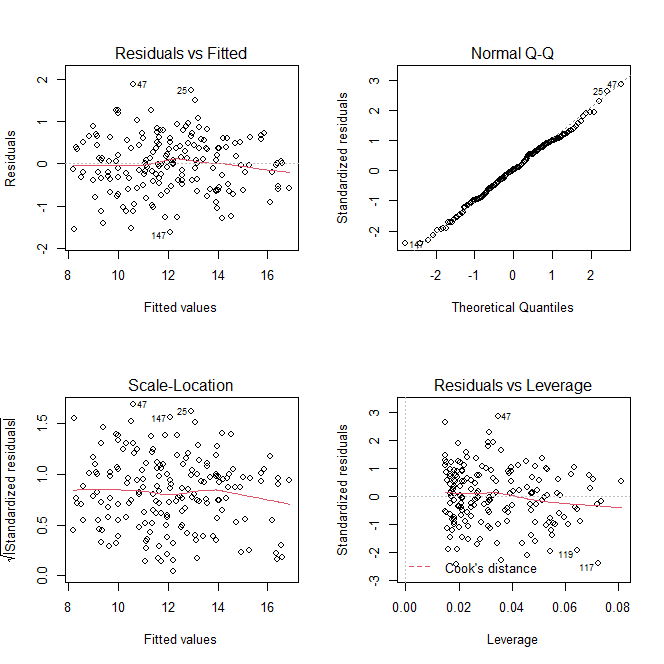 Residuals vs Fitted
Residuals
-2 -1 0 1 2
47
25
147
8 10 12 14 16
Fitted values
Normal Q-Q
Standardized residuals
-2 -1 0 1 2 3
47
25
147
-2 -1 0 1 2
Theoretical Quantiles
Scale-Location
√|Standardized residuals|
0.0 0.5 1.0 1.5
47
147
25
8 10 12 14 16
Fitted values
Residuals vs Leverage
Standardized residuals
-3 -2 -1 0 1 2 3
47
119
117
Cook's distance
0.00 0.02 0.04 0.06 0.08
Leverage